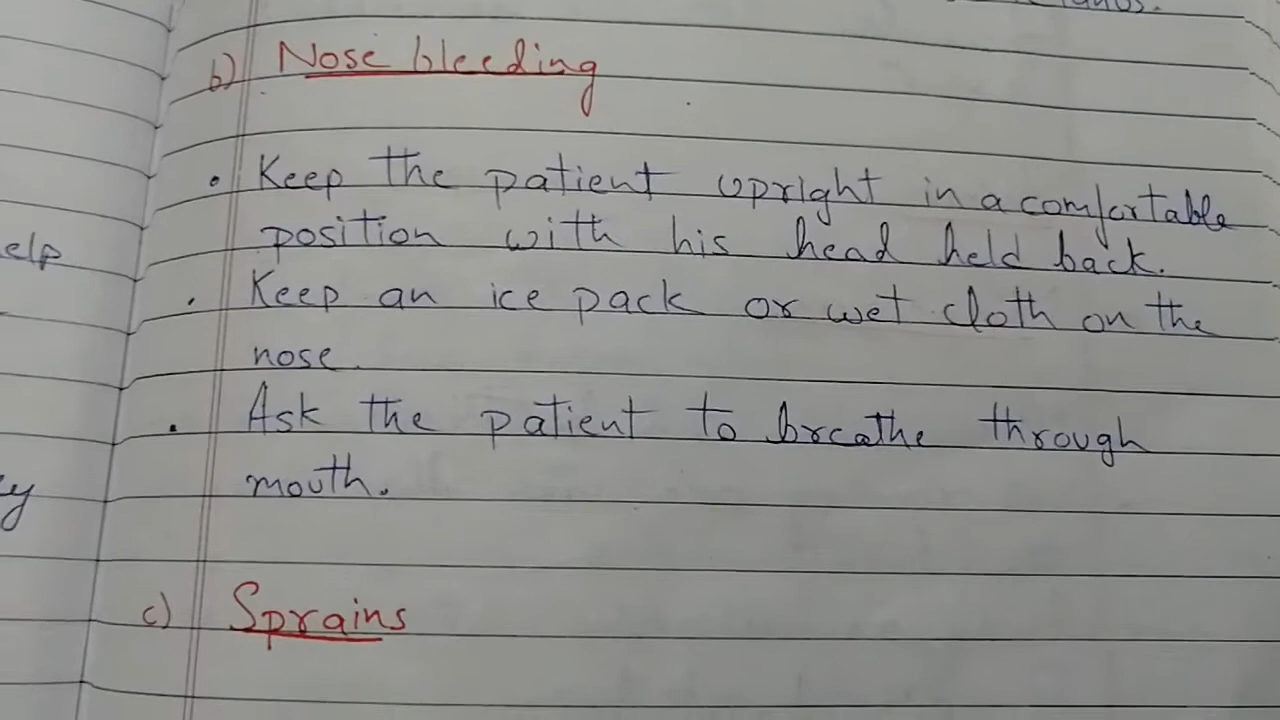 b) Nose bleeding
• Keep the patient upright in a comfortable
position with his head held back.
• Keep an ice pack or wet cloth on the
nose.
• Ask the patient to breathe through
mouth.
elp
c) Sprains